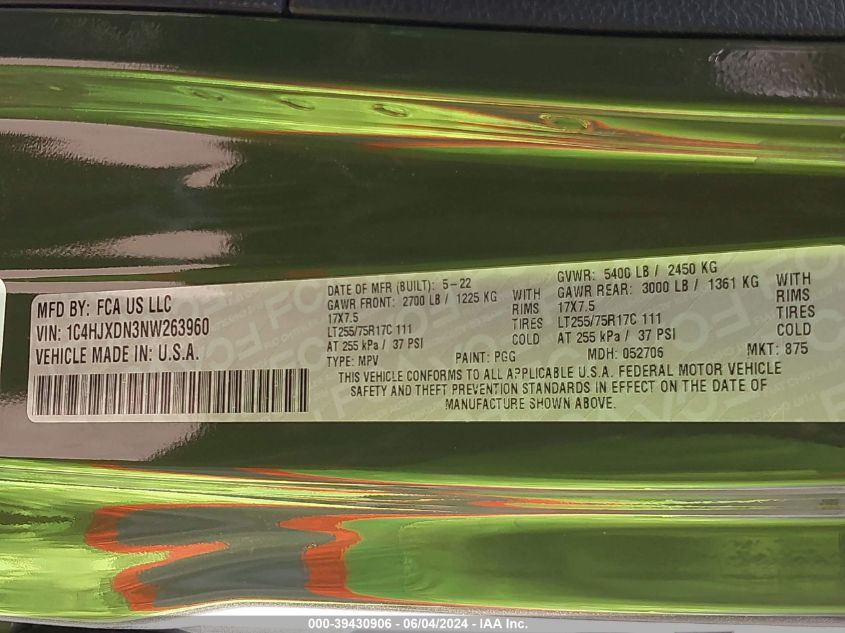 MFD BY: FCA US LLC
VIN: 1C4HJXDN3NW263960
VEHICLE MADE IN: U.S.A.
DATE OF MFR (BUILT): 5-22
GAWR FRONT: 2700 LB / 1225 KG WITH
17X7.5 RIMS
LT255/75R17C 111 TIRES
AT 255 kPa / 37 PSI COLD
GVWR: 5400 LB / 2450 KG
GAWR REAR: 3000 LB / 1361 KG WITH
17X7.5 RIMS
LT255/75R17C 111 TIRES
AT 255 kPa / 37 PSI COLD
TYPE: MPV PAINT: PGG MDH: 052706 MKT: 875
THIS VEHICLE CONFORMS TO ALL APPLICABLE U.S.A. FEDERAL MOTOR VEHICLE
SAFETY AND THEFT PREVENTION STANDARDS IN EFFECT ON THE DATE OF
MANUFACTURE SHOWN ABOVE.
000-39430906 - 06/04/2024 - IAA Inc.